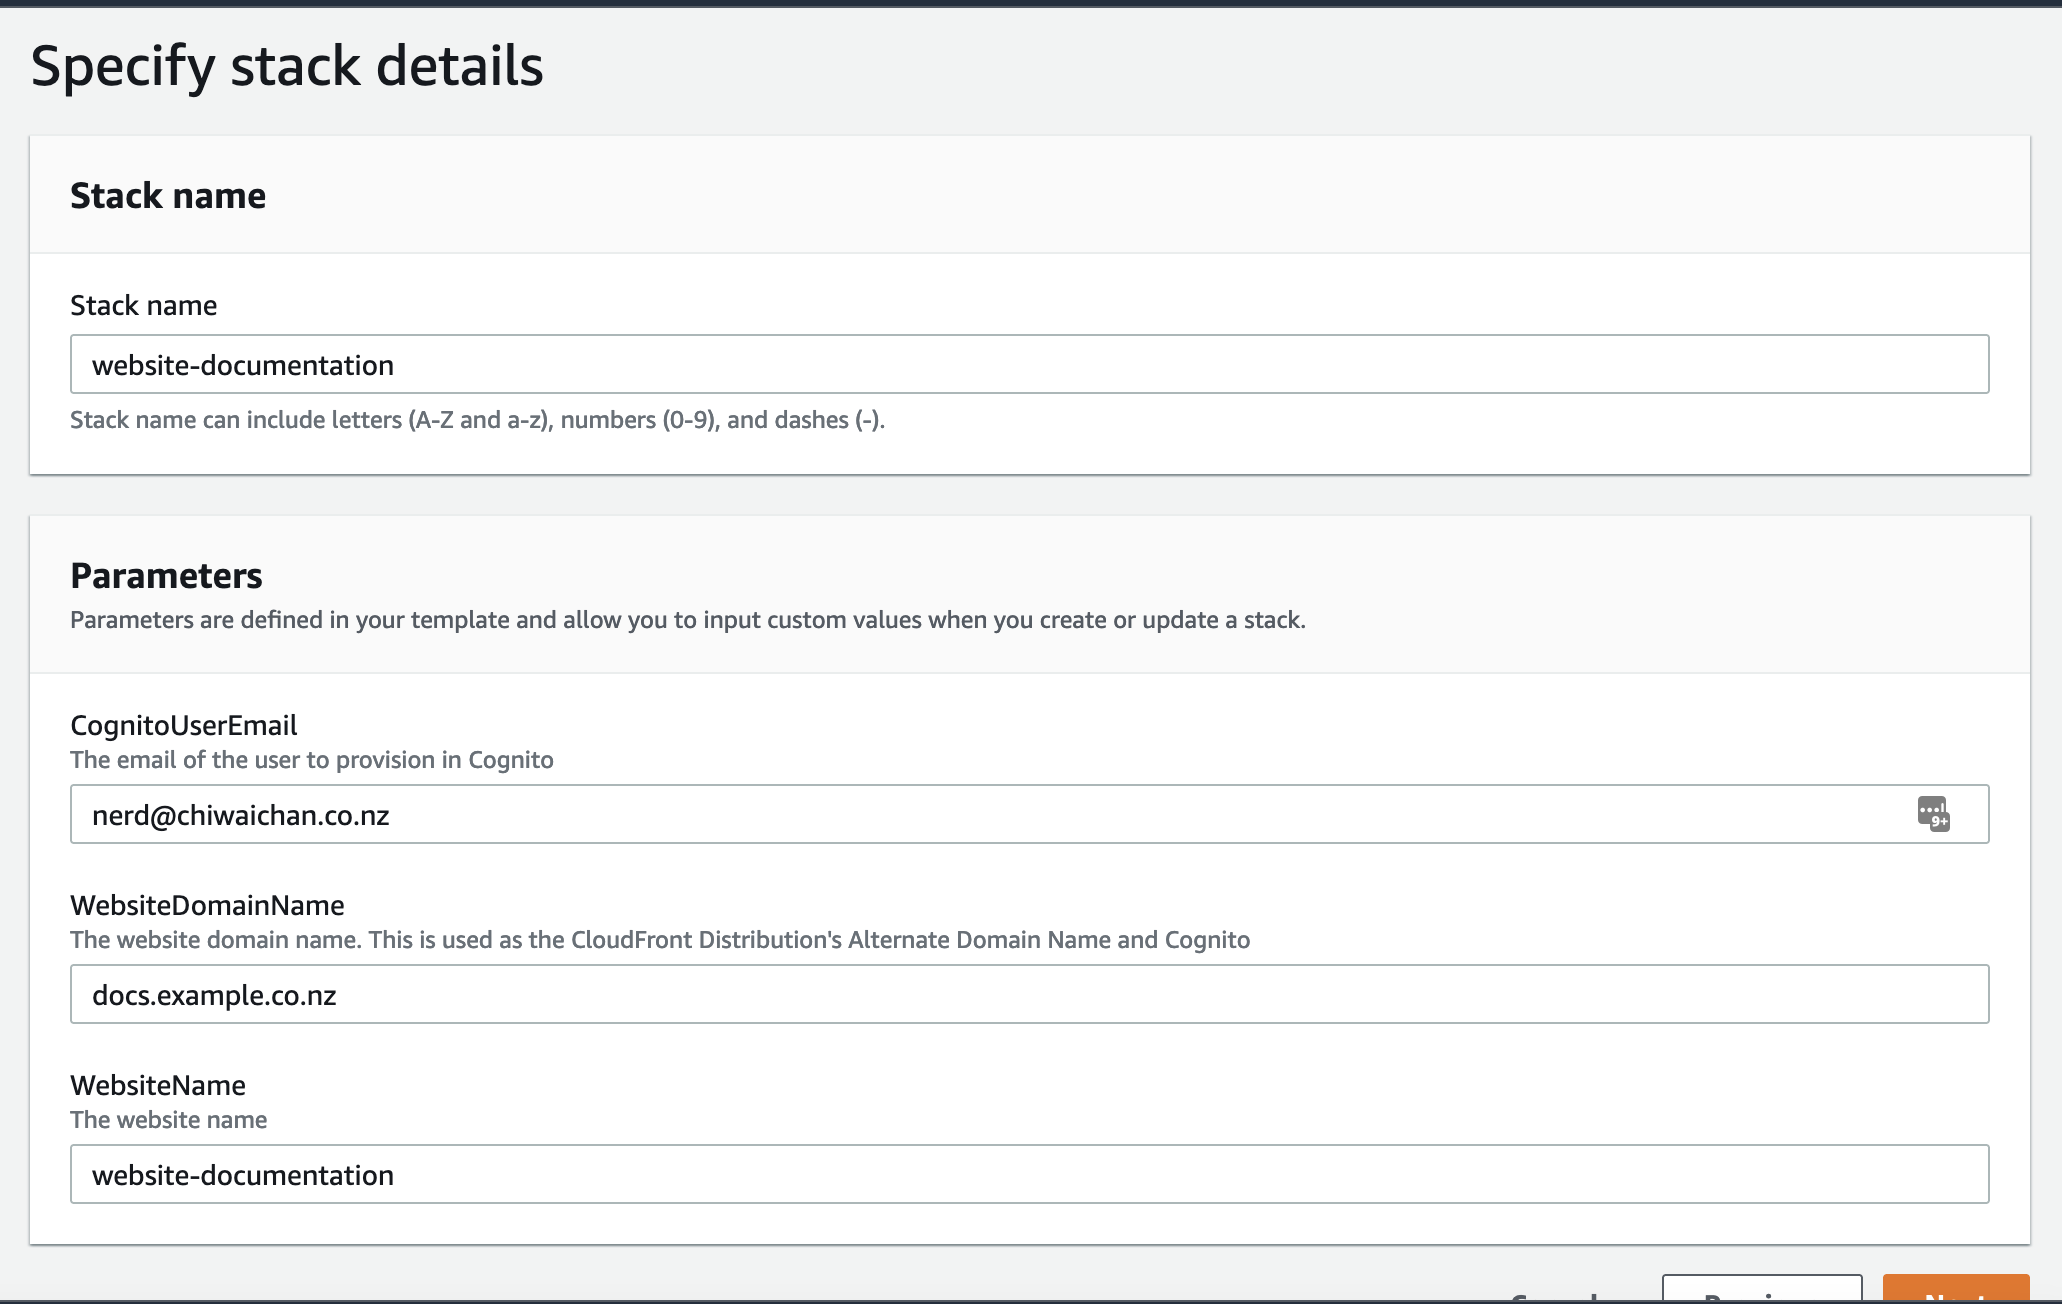 Specify stack details
Stack name
Stack name
website-documentation
Stack name can include letters (A-Z and a-z), numbers (0-9), and dashes (-).
Parameters
Parameters are defined in your template and allow you to input custom values when you create or update a stack.
CognitoUserEmail
The email of the user to provision in Cognito
nerd@chiwaichan.co.nz
9+
WebsiteDomainName
The website domain name. This is used as the CloudFront Distribution's Alternate Domain Name and Cognito
docs.example.co.nz
WebsiteName
The website name
website-documentation